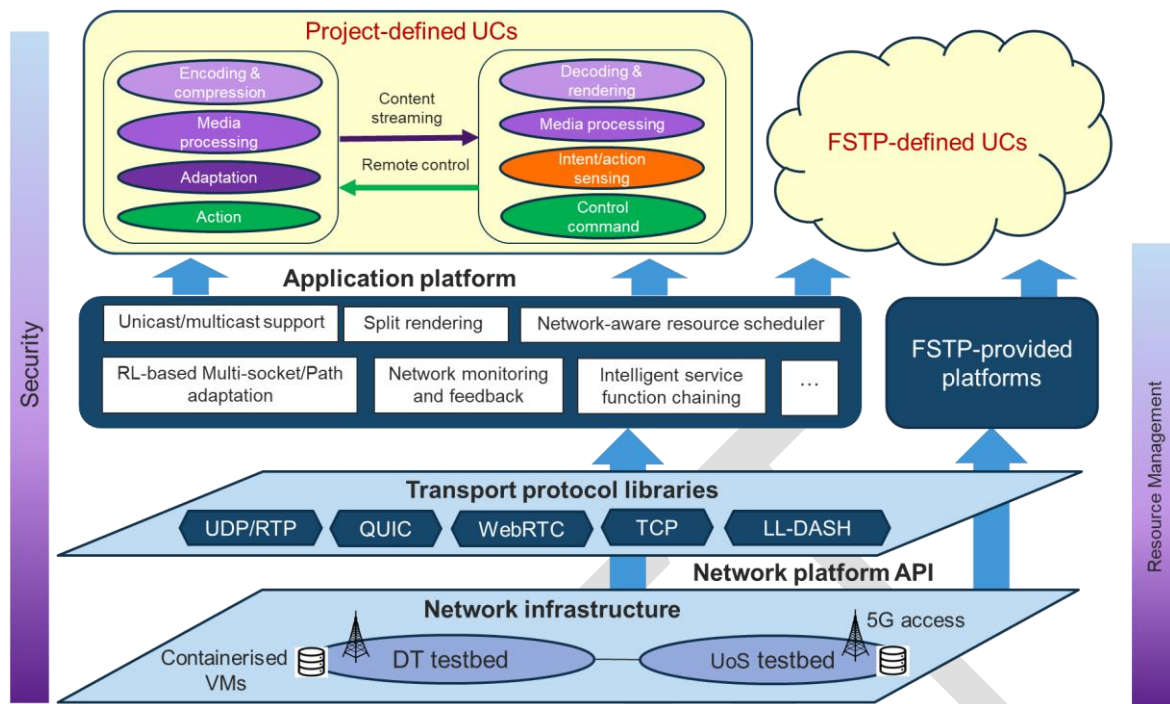 Project-defined UCs
Encoding &
compression
Media
processing
Adaptation
Action
Content
streaming
Remote control
Decoding &
rendering
Media processing
Intent/action
sensing
Control
command
FSTP-defined UCs
Security
Application platform
Unicast/multicast support
Split rendering
Network-aware resource scheduler
RL-based Multi-socket/Path
adaptation
Network monitoring
and feedback
Intelligent service
function chaining
...
FSTP-provided
platforms
Resource Management
Transport protocol libraries
UDP/RTP
QUIC
WebRTC
TCP
LL-DASH
Network platform API
Network infrastructure
5G access
Containerised
VMs
DT testbed
UoS testbed